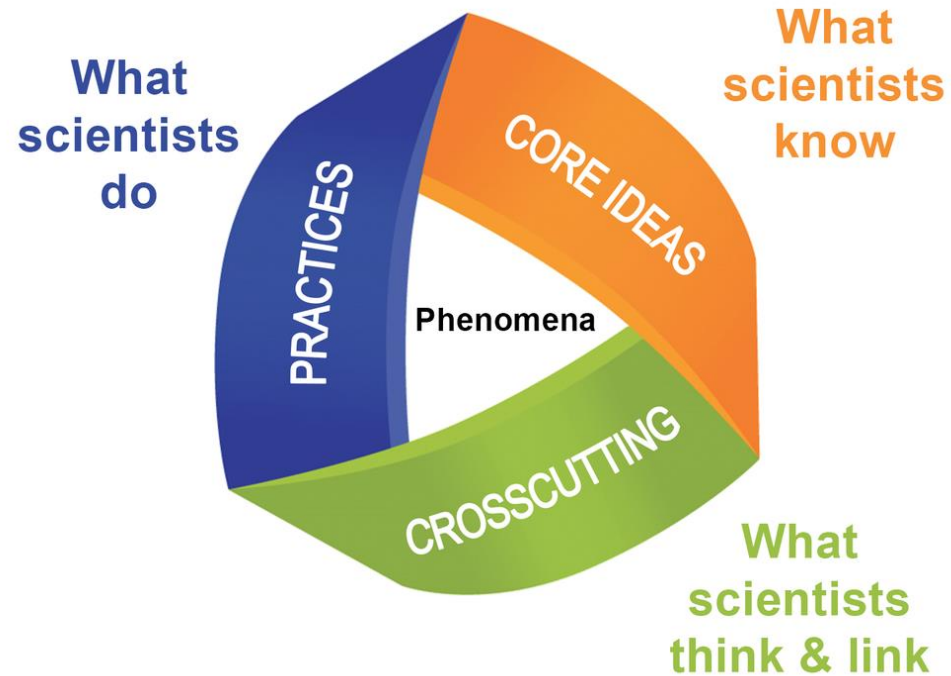 What
scientists
do
PRACTICES
CORE IDEAS
What
scientists
know
Phenomena
CROSSCUTTING
What
scientists
think & link